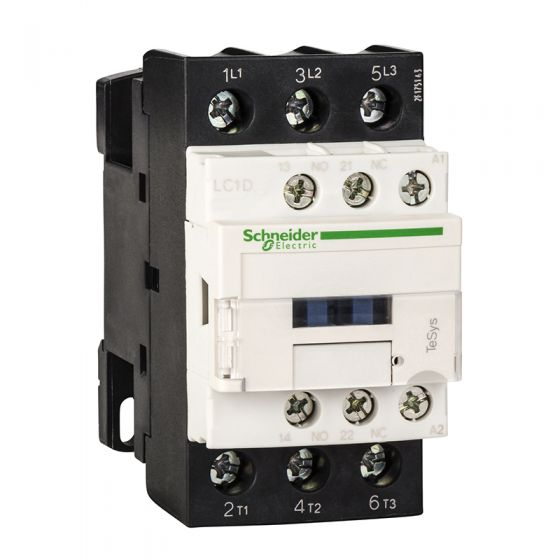 1L1 3L2 5L3
26175163
13 NO 21 NC A1
LC1D
Schneider
Electric
TeSys
14 NO 22 NC A2
2T1 4T2 6T3